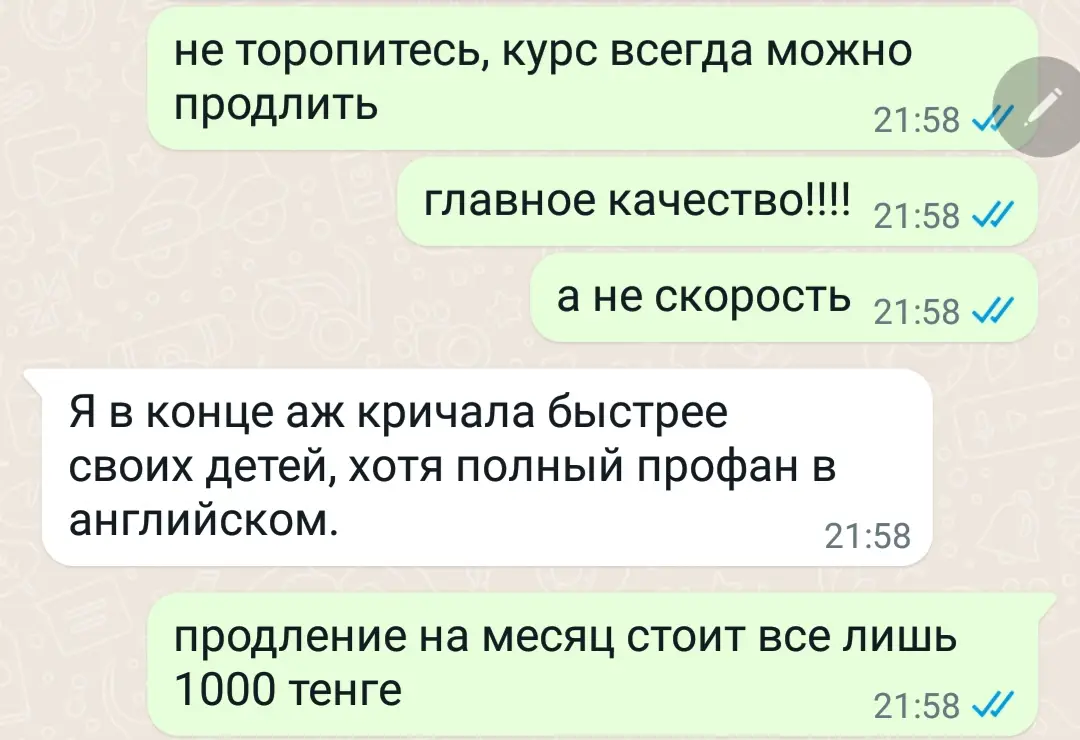 не торопитесь, курс всегда можно
продлить
21:58
главное качество!!!! 21:58
а не скорость 21:58
Я в конце аж кричала быстрее
своих детей, хотя полный профан в
английском.
21:58
продление на месяц стоит все лишь
1000 тенге
21:58